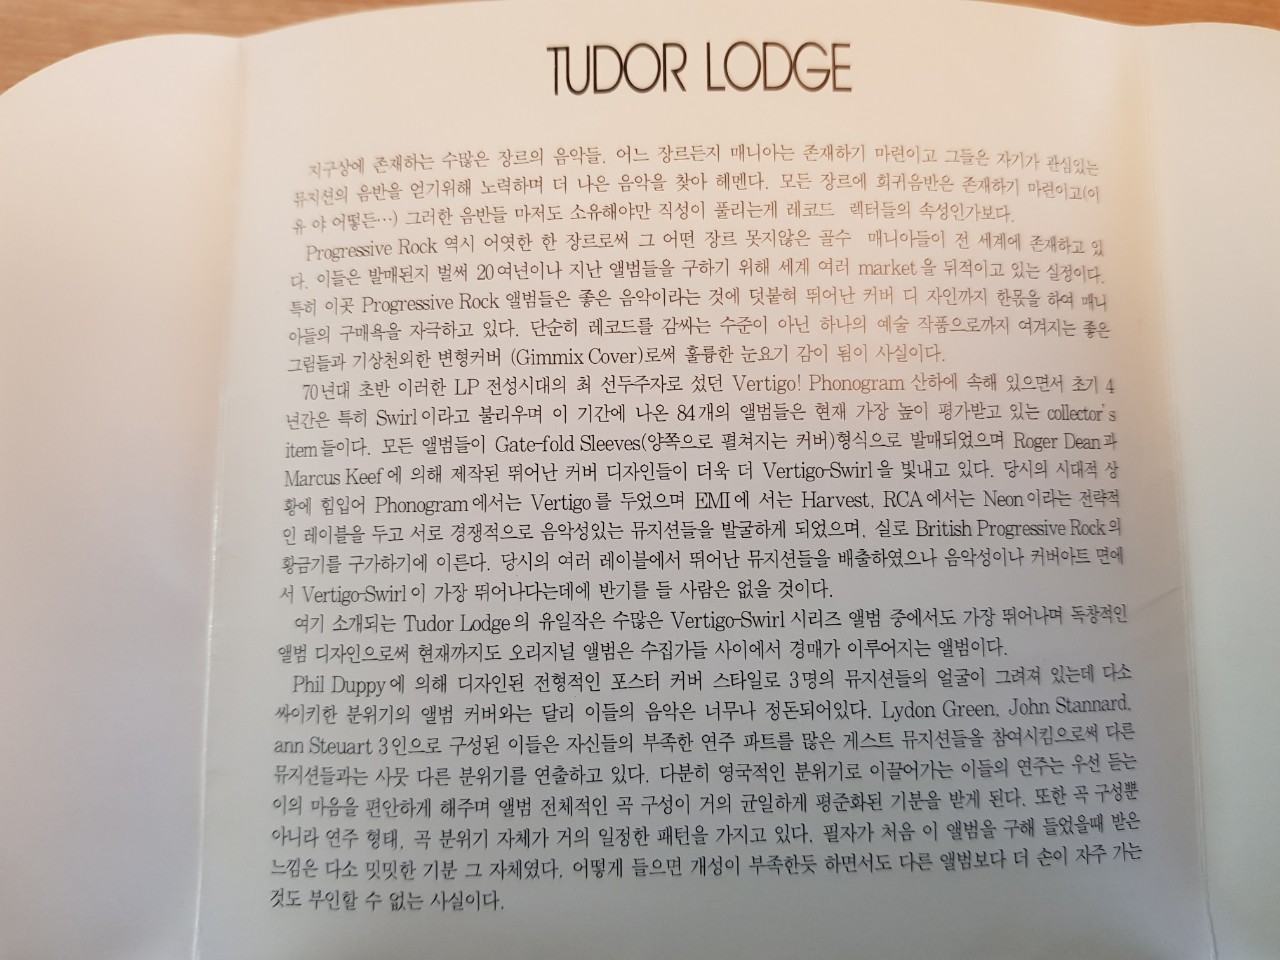 TUDOR LODGE
지구상에 존재하는 수많은 장르의 음악들. 어느 장르든지 매니아는 존재하기 마련이고 그들은 자기가 관심있는
뮤지션의 음반을 얻기위해 노력하며 더 나은 음악을 찾아 헤멘다. 모든 장르에 희귀음반은 존재하기 마련이고(이
유 야 어떻든…) 그러한 음반들 마저도 소유해야만 직성이 풀리는게 레코드 렉터들의 속성인가보다.
Progressive Rock 역시 어엿한 한 장르로써 그 어떤 장르 못지않은 골수 매니아들이 전 세계에 존재하고 있
다. 이들은 발매된지 벌써 20여년이나 지난 앨범들을 구하기 위해 세계 여러 market을 뒤적이고 있는 실정이다.
특히 이곳 Progressive Rock 앨범들은 좋은 음악이라는 것에 덧붙혀 뛰어난 커버 디 자인까지 한몫을 하여 매니
아들의 구매욕을 자극하고 있다. 단순히 레코드를 감싸는 수준이 아닌 하나의 예술 작품으로까지 여겨지는 좋은
그림들과 기상천외한 변형커버 (Gimmix Cover)로써 훌륭한 눈요기 감이 됨이 사실이다.
70년대 초반 이러한 LP 전성시대의 최 선두주자로 섰던 Vertigo! Phonogram 산하에 속해 있으면서 초기 4
년간은 특히 Swirl이라고 불리우며 이 기간에 나온 84개의 앨범들은 현재 가장 높이 평가받고 있는 collector's
item들이다. 모든 앨범들이 Gate-fold Sleeves(양쪽으로 펼쳐지는 커버)형식으로 발매되었으며 Roger Dean과
Marcus Keef에 의해 제작된 뛰어난 커버 디자인들이 더욱 더 Vertigo-Swirl을 빛내고 있다. 당시의 시대적 상
황에 힘입어 Phonogram에서는 Vertigo를 두었으며 EMI에 서는 Harvest, RCA에서는 Neon이라는 전략적
인 레이블을 두고 서로 경쟁적으로 음악성있는 뮤지션들을 발굴하게 되었으며, 실로 British Progressive Rock의
황금기를 구가하기에 이른다. 당시의 여러 레이블에서 뛰어난 뮤지션들을 배출하였으나 음악성이나 커버아트 면에
서 Vertigo-Swirl이 가장 뛰어나다는데에 반기를 들 사람은 없을 것이다.
여기 소개되는 Tudor Lodge의 유일작은 수많은 Vertigo-Swirl 시리즈 앨범 중에서도 가장 뛰어나며 독창적인
앨범 디자인으로써 현재까지도 오리지널 앨범은 수집가들 사이에서 경매가 이루어지는 앨범이다.
Phil Duppy에 의해 디자인된 전형적인 포스터 커버 스타일로 3명의 뮤지션들의 얼굴이 그려져 있는데 다소
싸이키한 분위기의 앨범 커버와는 달리 이들의 음악은 너무나 정돈되어있다. Lydon Green, John Stannard,
ann Steuart 3인으로 구성된 이들은 자신들의 부족한 연주 파트를 많은 게스트 뮤지션들을 참여시킴으로써 다른
뮤지션들과는 사뭇 다른 분위기를 연출하고 있다. 다분히 영국적인 분위기로 이끌어가는 이들의 연주는 우선 듣는
이의 마음을 편안하게 해주며 앨범 전체적인 곡 구성이 거의 균일하게 평준화된 기분을 받게 된다. 또한 곡 구성뿐
아니라 연주 형태, 곡 분위기 자체가 거의 일정한 패턴을 가지고 있다. 필자가 처음 이 앨범을 구해 들었을때 받은
느낌은 다소 밋밋한 기분 그 자체였다. 어떻게 들으면 개성이 부족한듯 하면서도 다른 앨범보다 더 손이 자주 가는
것도 부인할 수 없는 사실이다.